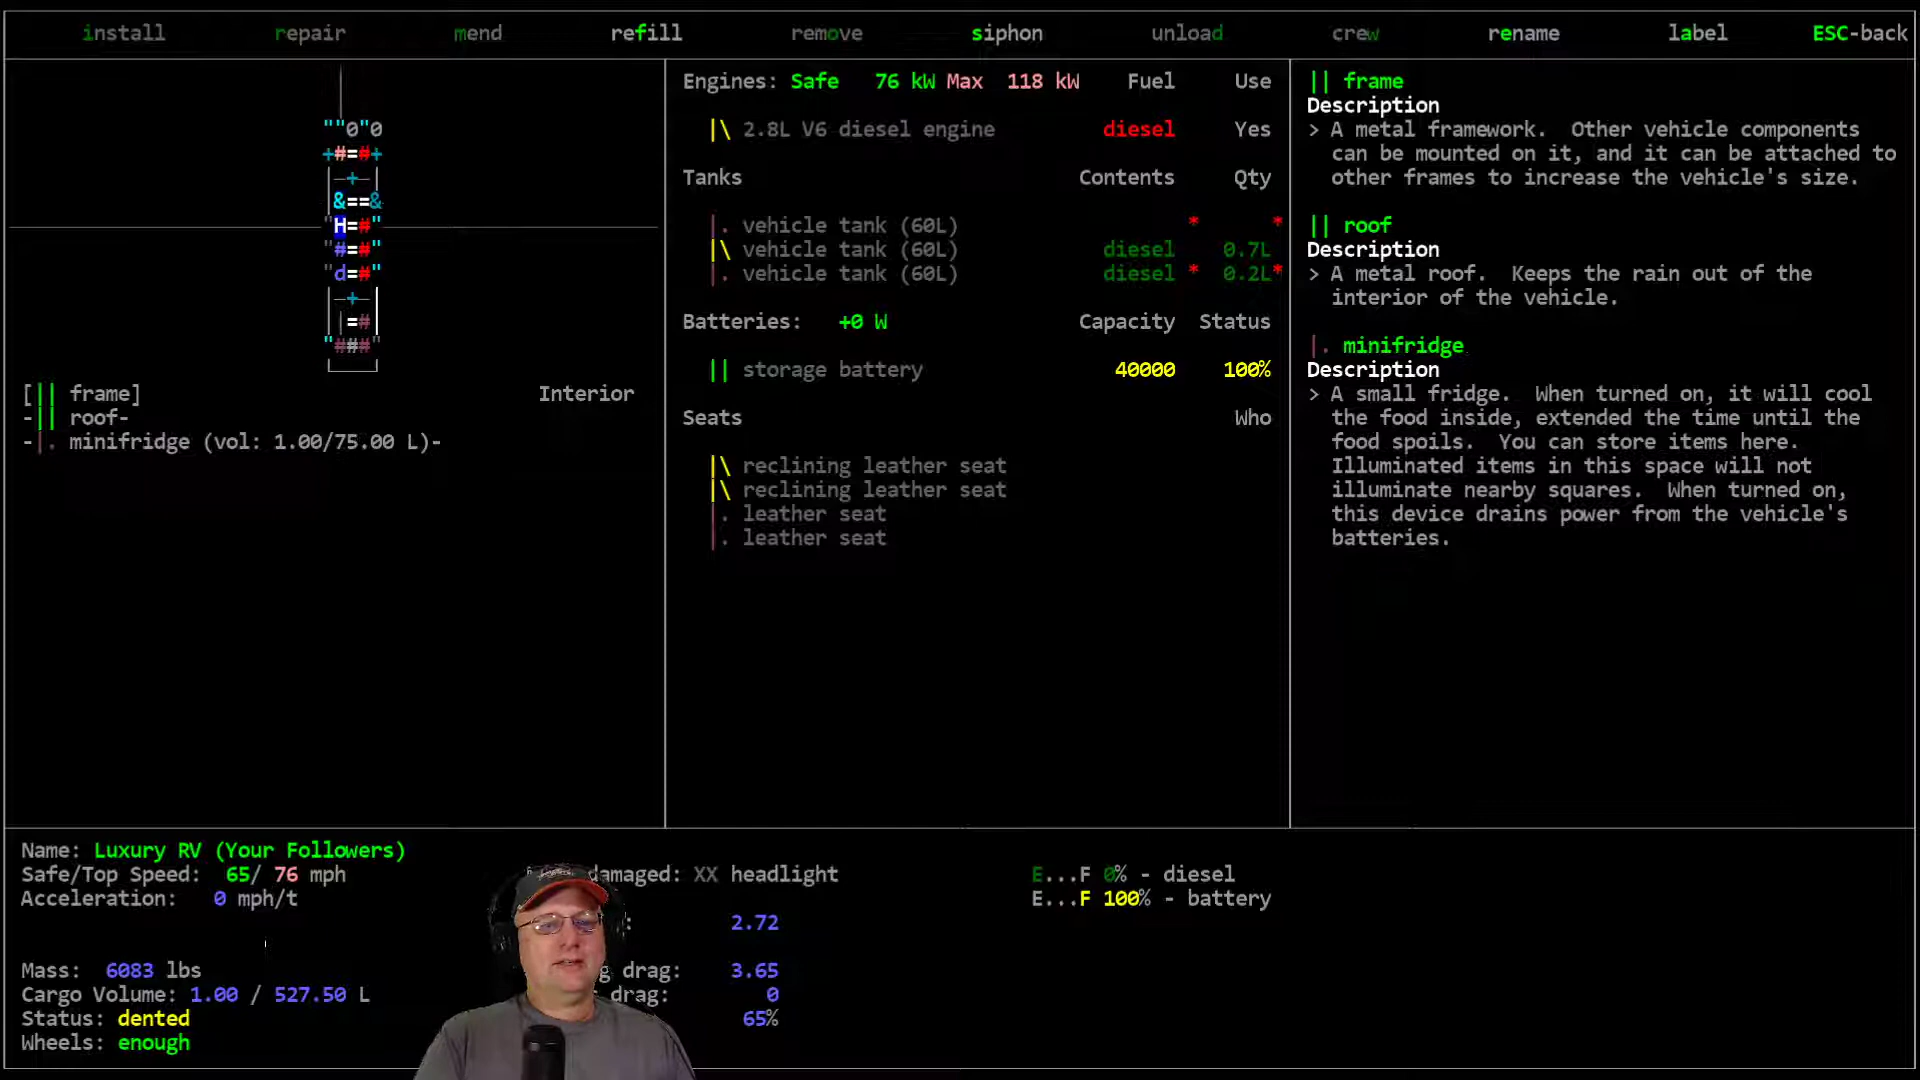 install repair mend refill remove siphon unload crew rename label ESC-back
""0"0
+#=#+
|—+—|
&==&
"H=#"
"#=#"
"d=#"
|—+—|
||=#|
"###"
[|| frame] Interior
-|| roof-
-|. minifridge (vol: 1.00/75.00 L)-
Engines: Safe 76 kW Max 118 kW Fuel Use
|\ 2.8L V6 diesel engine diesel Yes
Tanks Contents Qty
|. vehicle tank (60L) * *
|\ vehicle tank (60L) diesel 0.7L
|. vehicle tank (60L) diesel * 0.2L*
Batteries: +0 W Capacity Status
|| storage battery 40000 100%
Seats Who
|\ reclining leather seat
|\ reclining leather seat
|. leather seat
|. leather seat
|| frame
Description
> A metal framework. Other vehicle components
can be mounted on it, and it can be attached to
other frames to increase the vehicle's size.
|| roof
Description
> A metal roof. Keeps the rain out of the
interior of the vehicle.
|. minifridge
Description
> A small fridge. When turned on, it will cool
the food inside, extended the time until the
food spoils. You can store items here.
Illuminated items in this space will not
illuminate nearby squares. When turned on,
this device drains power from the vehicle's
batteries.
Name: Luxury RV (Your Followers)
Safe/Top Speed: 65/ 76 mph
Acceleration: 0 mph/t
Mass: 6083 lbs
Cargo Volume: 1.00 / 527.50 L
Status: dented
Wheels: enough
damaged: XX headlight
: 2.72
drag: 3.65
drag: 0
65%
E...F 0% - diesel
E...F 100% - battery